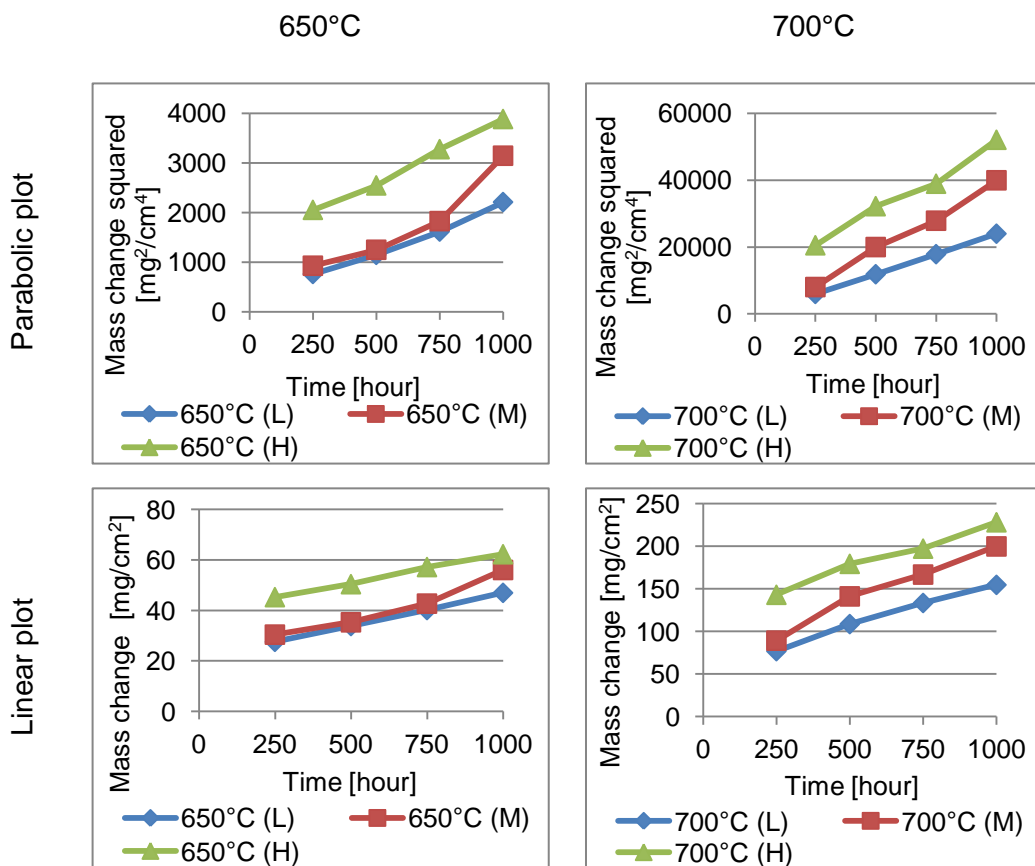 650°C
700°C
Parabolic plot
Mass change squared
[mg²/cm⁴]
4000
3000
2000
1000
0
0 250 500 750 1000
Time [hour]
650°C (L) 650°C (M)
650°C (H)
Mass change squared
[mg²/cm⁴]
60000
40000
20000
0
0 250 500 750 1000
Time [hour]
700°C (L) 700°C (M)
700°C (H)
Linear plot
Mass change [mg/cm²]
80
60
40
20
0
0 250 500 750 1000
Time [hour]
650°C (L) 650°C (M)
650°C (H)
Mass change [mg/cm²]
250
200
150
100
50
0
0 250 500 750 1000
Time [hour]
700°C (L) 700°C (M)
700°C (H)